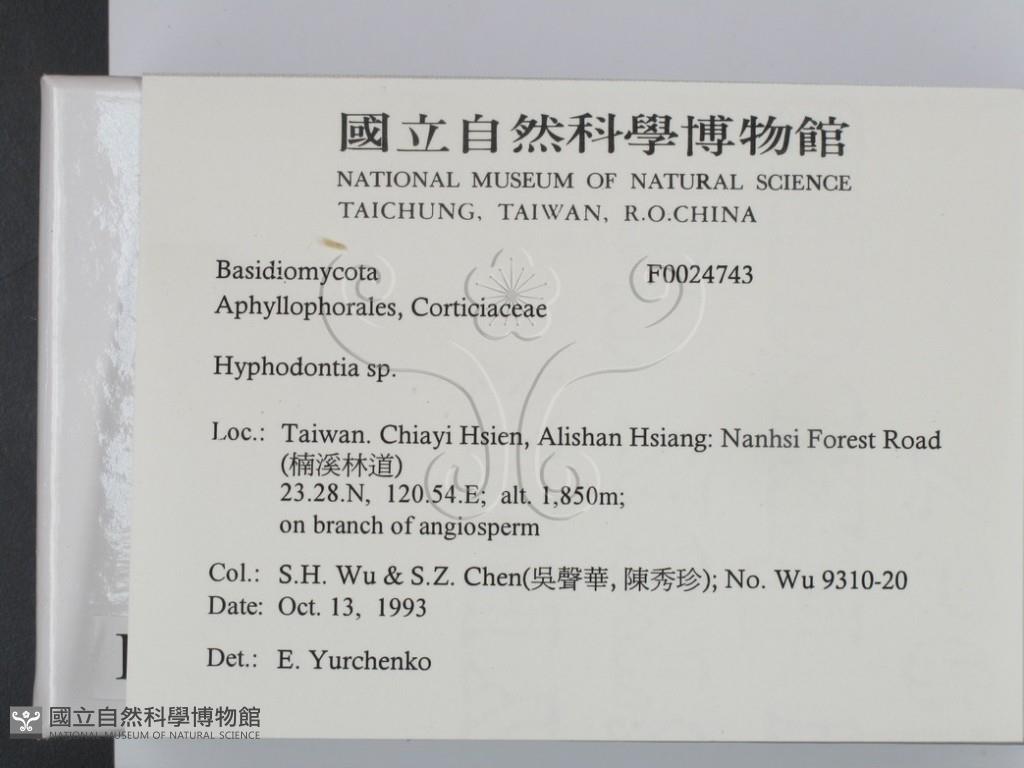 國立自然科學博物館
NATIONAL MUSEUM OF NATURAL SCIENCE
TAICHUNG, TAIWAN, R.O.CHINA
Basidiomycota F0024743
Aphyllophorales, Corticiaceae
Hyphodontia sp.
Loc.: Taiwan. Chiayi Hsien, Alishan Hsiang: Nanhsi Forest Road
(楠溪林道)
23.28.N, 120.54.E; alt. 1,850m;
on branch of angiosperm
Col.: S.H. Wu & S.Z. Chen(吳聲華, 陳秀珍); No. Wu 9310-20
Date: Oct. 13, 1993
Det.: E. Yurchenko
國立自然科學博物館
NATIONAL MUSEUM OF NATURAL SCIENCE